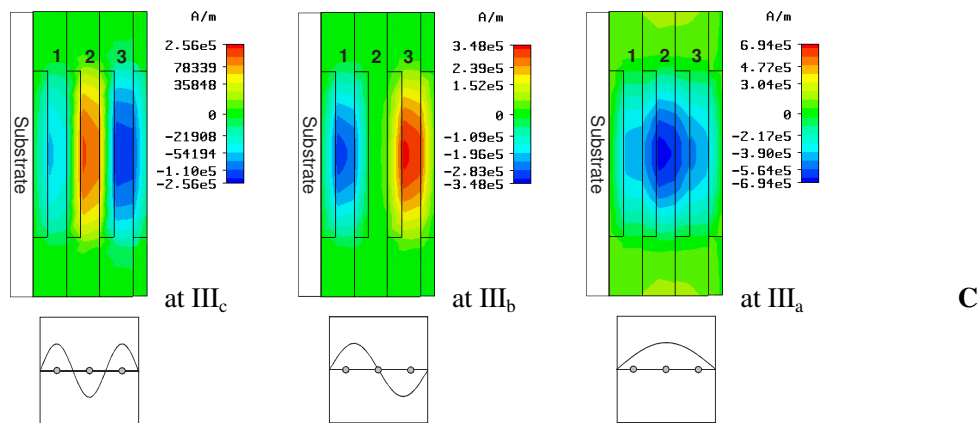 A/m
1 2 3
2.56e5
78339
35848
0
-21908
-54194
-1.10e5
-2.56e5
Substrate
at III_c
A/m
1 2 3
3.48e5
2.39e5
1.52e5
0
-1.09e5
-1.96e5
-2.83e5
-3.48e5
Substrate
at III_b
A/m
1 2 3
6.94e5
4.77e5
3.04e5
0
-2.17e5
-3.90e5
-5.64e5
-6.94e5
Substrate
at III_a
C